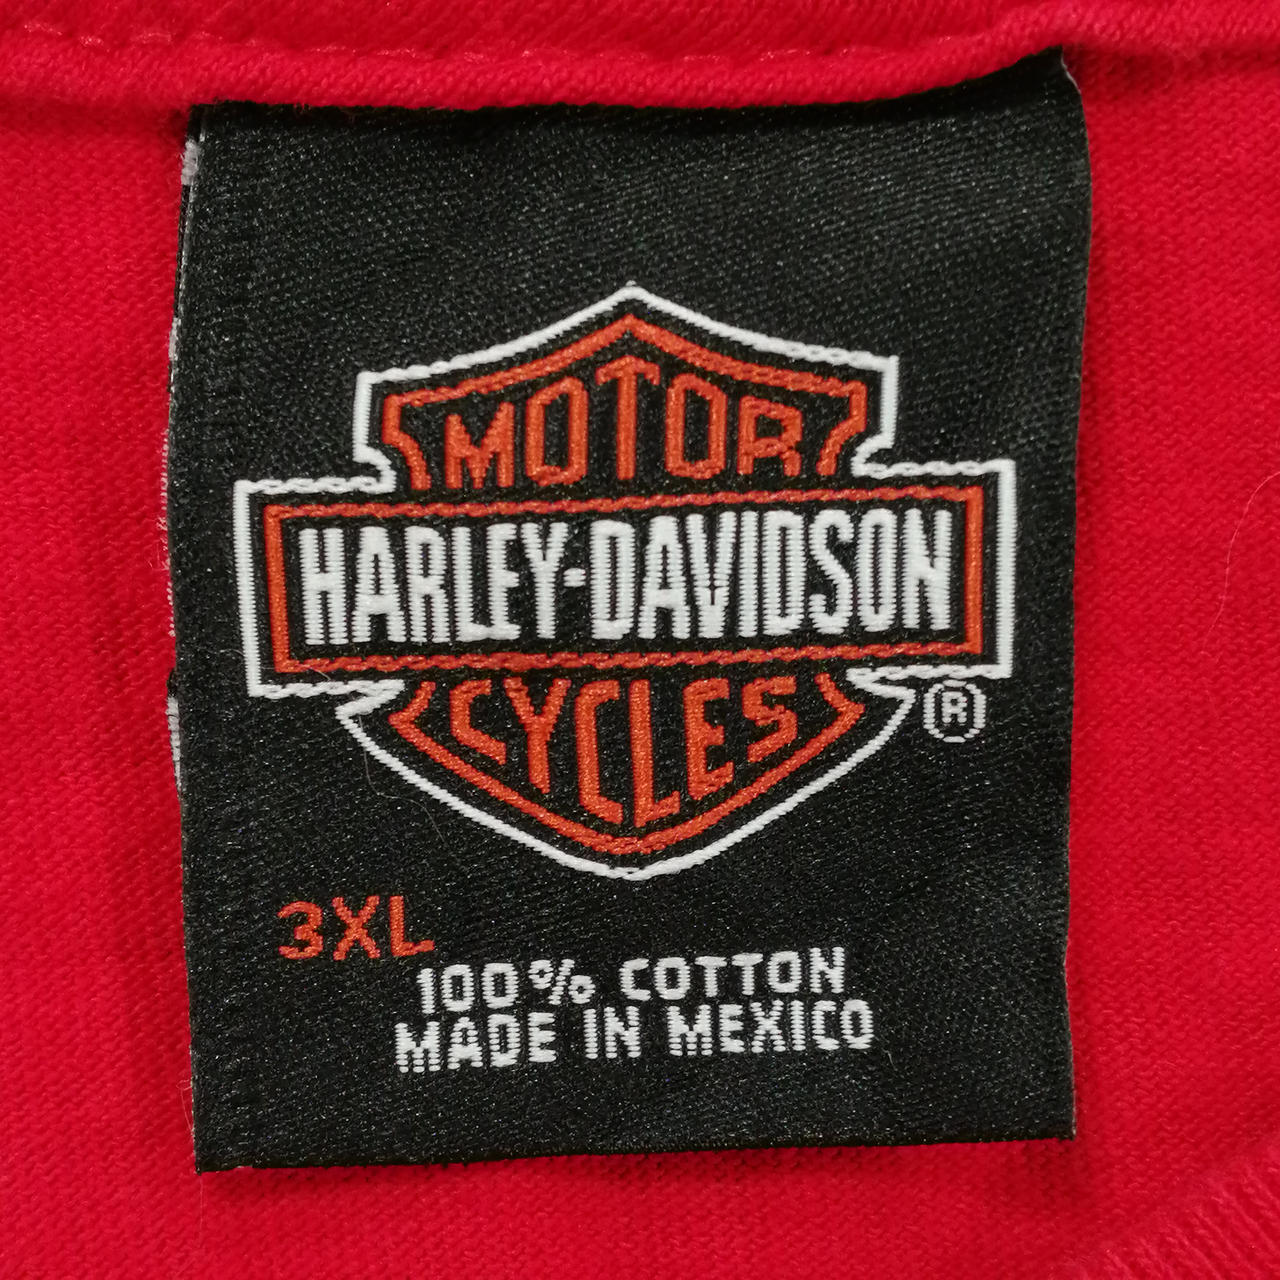 MOTOR
HARLEY-DAVIDSON
CYCLES ®
3XL
100% COTTON
MADE IN MEXICO